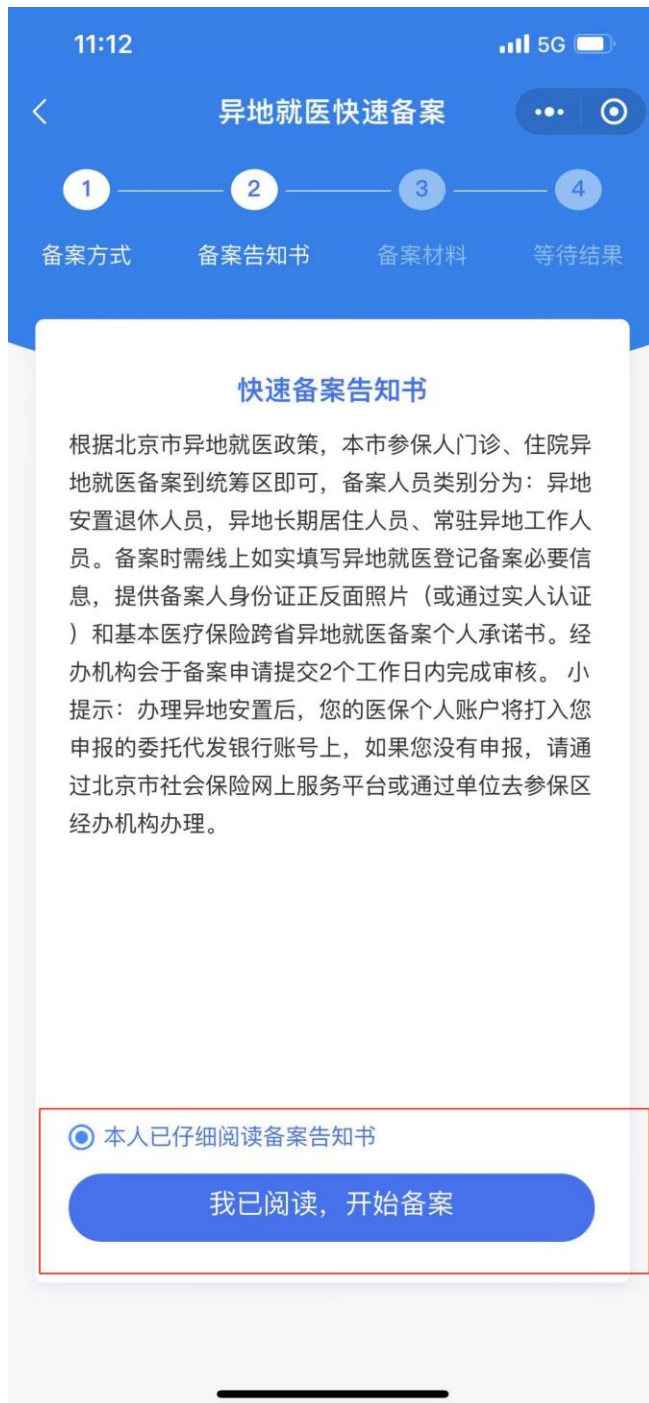 11:12
5G
异地就医快速备案
1
2
3
4
备案方式
备案告知书
备案材料
等待结果
快速备案告知书
根据北京市异地就医政策，本市参保人门诊、住院异
地就医备案到统筹区即可，备案人员类别分为：异地
安置退休人员，异地长期居住人员、常驻异地工作人
员。备案时需线上如实填写异地就医登记备案必要信
息，提供备案人身份证正反面照片（或通过实人认证
）和基本医疗保险跨省异地就医备案个人承诺书。经
办机构会于备案申请提交2个工作日内完成审核。 小
提示：办理异地安置后，您的医保个人账户将打入您
申报的委托代发银行账号上，如果您没有申报，请通
过北京市社会保险网上服务平台或通过单位去参保区
经办机构办理。
本人已仔细阅读备案告知书
我已阅读，开始备案